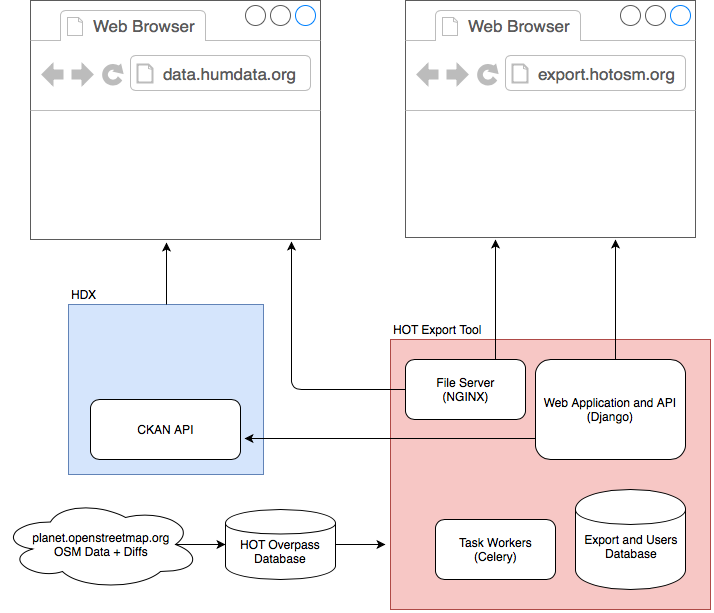 Web Browser
data.humdata.org
Web Browser
export.hotosm.org
HDX
CKAN API
HOT Export Tool
File Server
(NGINX)
Web Application and API
(Django)
planet.openstreetmap.org
OSM Data + Diffs
HOT Overpass
Database
Task Workers
(Celery)
Export and Users
Database